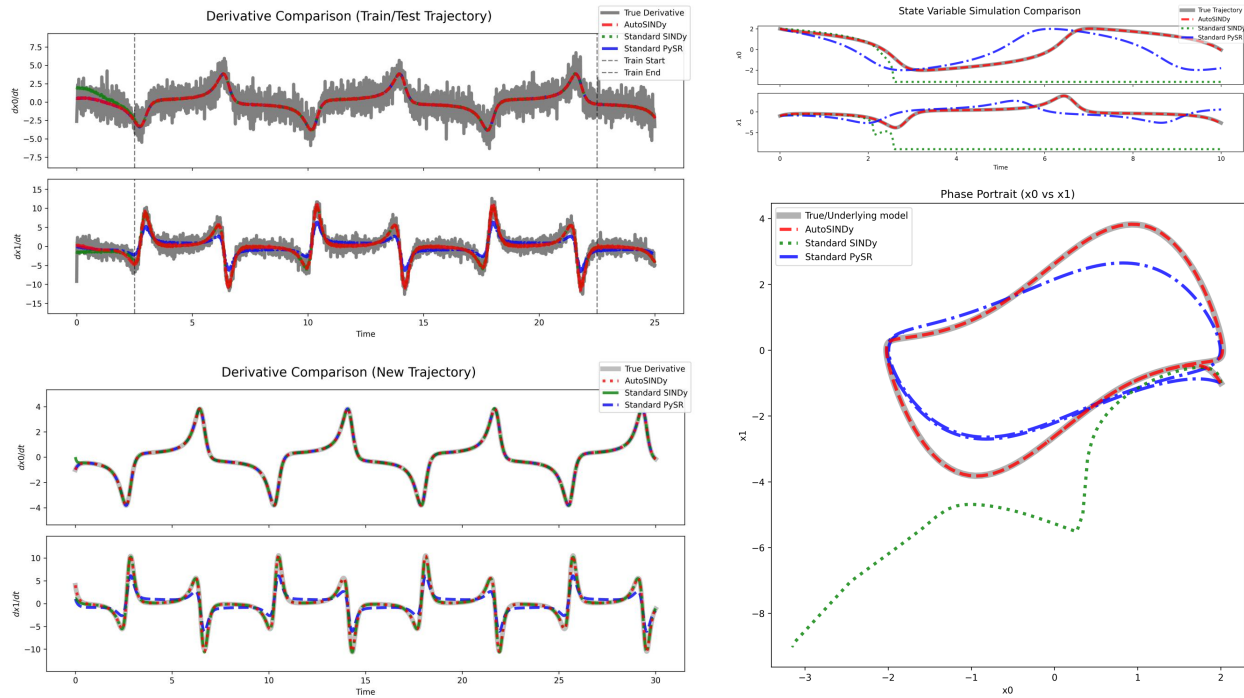 Derivative Comparison (Train/Test Trajectory)
True Derivative
AutoSINDy
Standard SINDy
Standard PySR
Train Start
Train End
7.5
5.0
2.5
0.0
-2.5
-5.0
-7.5
dx0/dt
15
10
5
0
-5
-10
-15
dx1/dt
0 5 10 15 20 25
Time
Derivative Comparison (New Trajectory)
True Derivative
AutoSINDy
Standard SINDy
Standard PySR
4
2
0
-2
-4
dx0/dt
10
5
0
-5
-10
dx1/dt
0 5 10 15 20 25 30
Time
State Variable Simulation Comparison
True Trajectory
AutoSINDy
Standard SINDy
Standard PySR
2
0
-2
x0
0
-5
x1
0 2 4 6 8 10
Time
Phase Portrait (x0 vs x1)
True/Underlying model
AutoSINDy
Standard SINDy
Standard PySR
4
2
0
-2
-4
-6
-8
x1
-3 -2 -1 0 1 2
x0